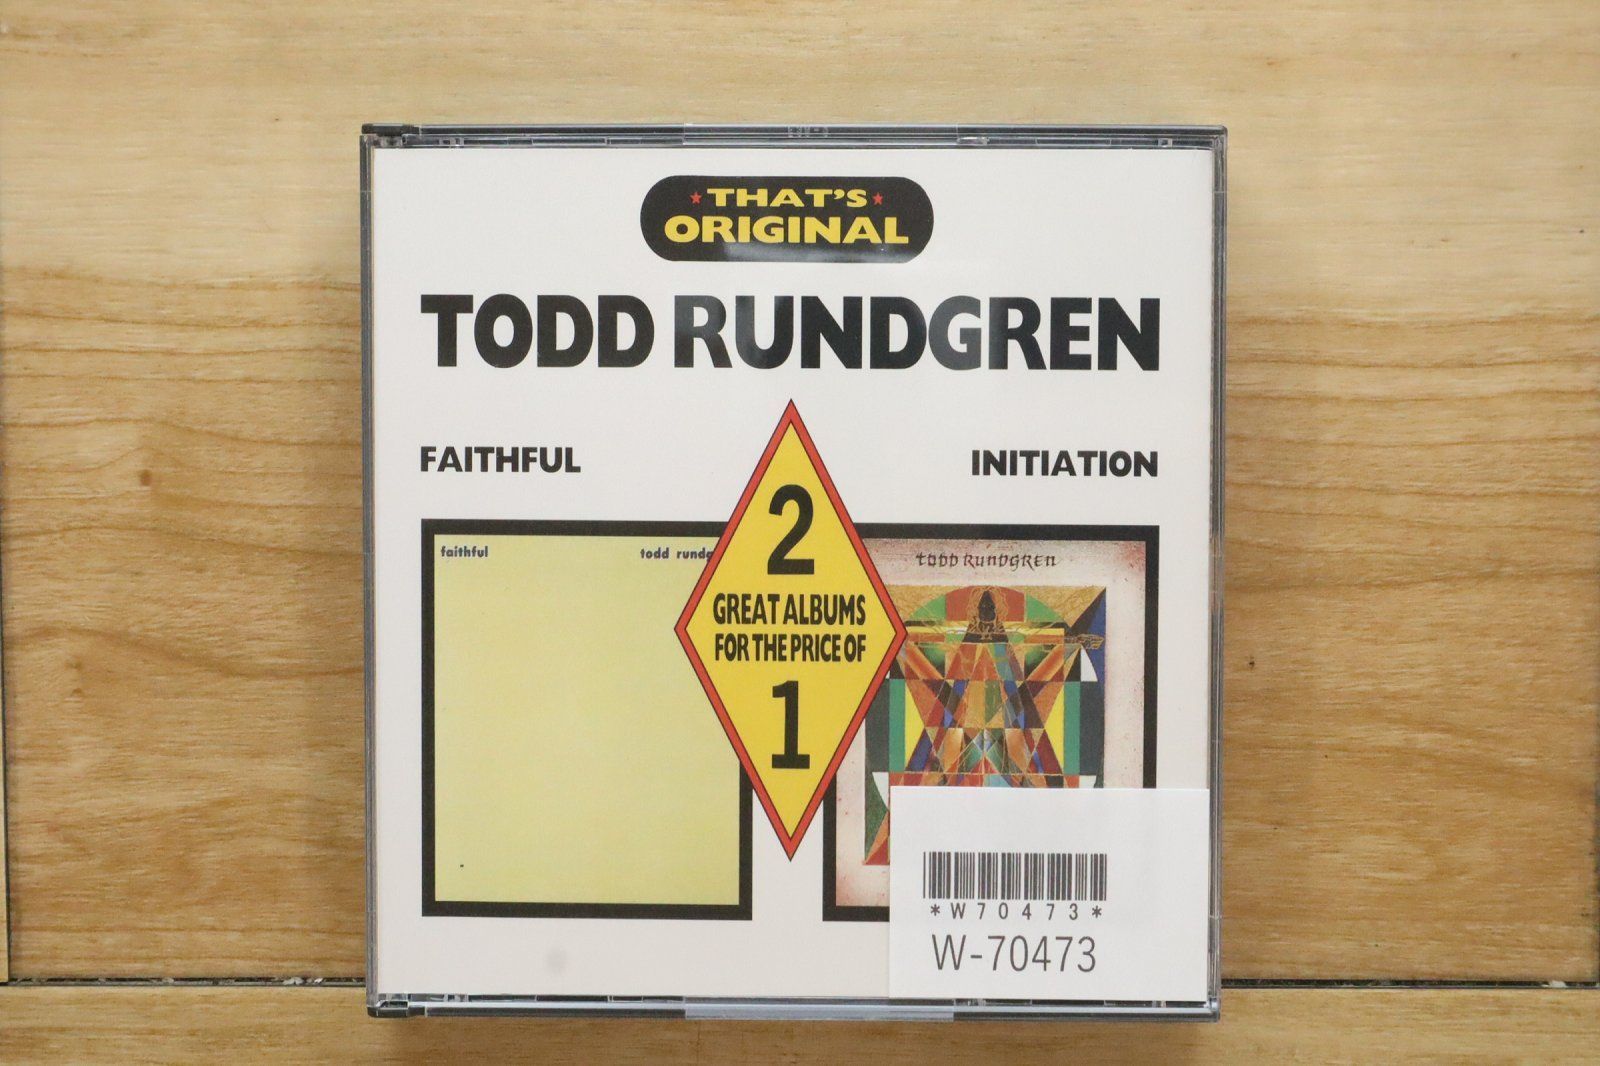 THAT'S
ORIGINAL
TODD RUNDGREN
FAITHFUL
INITIATION
2
GREAT ALBUMS
FOR THE PRICE OF
1
faithful
todd rundg
TODD RUNDGREN
*W70473*
W-70473